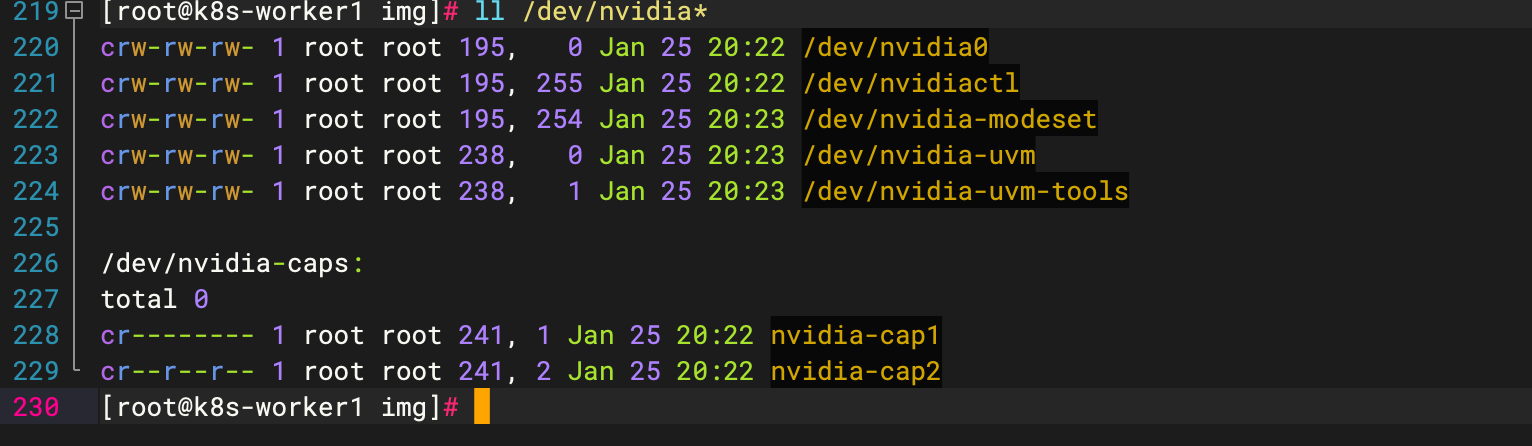 219 [root@k8s-worker1 img]# ll /dev/nvidia*
220 crw-rw-rw- 1 root root 195,   0 Jan 25 20:22 /dev/nvidia0
221 crw-rw-rw- 1 root root 195, 255 Jan 25 20:22 /dev/nvidiactl
222 crw-rw-rw- 1 root root 195, 254 Jan 25 20:23 /dev/nvidia-modeset
223 crw-rw-rw- 1 root root 238,   0 Jan 25 20:23 /dev/nvidia-uvm
224 crw-rw-rw- 1 root root 238,   1 Jan 25 20:23 /dev/nvidia-uvm-tools
225
226 /dev/nvidia-caps:
227 total 0
228 cr-------- 1 root root 241, 1 Jan 25 20:22 nvidia-cap1
229 cr--r--r-- 1 root root 241, 2 Jan 25 20:22 nvidia-cap2
230 [root@k8s-worker1 img]#